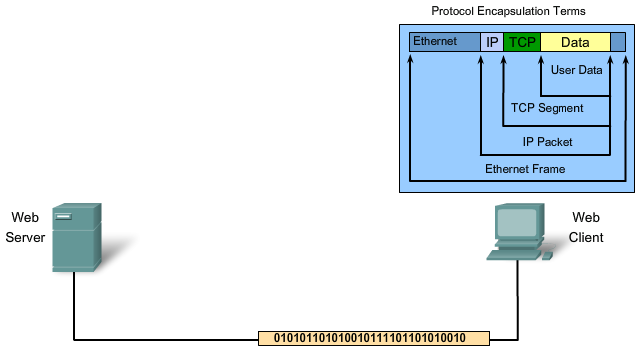 Protocol Encapsulation Terms
Ethernet IP TCP Data
User Data
TCP Segment
IP Packet
Ethernet Frame
Web
Server
Web
Client
010101101010010111101101010010